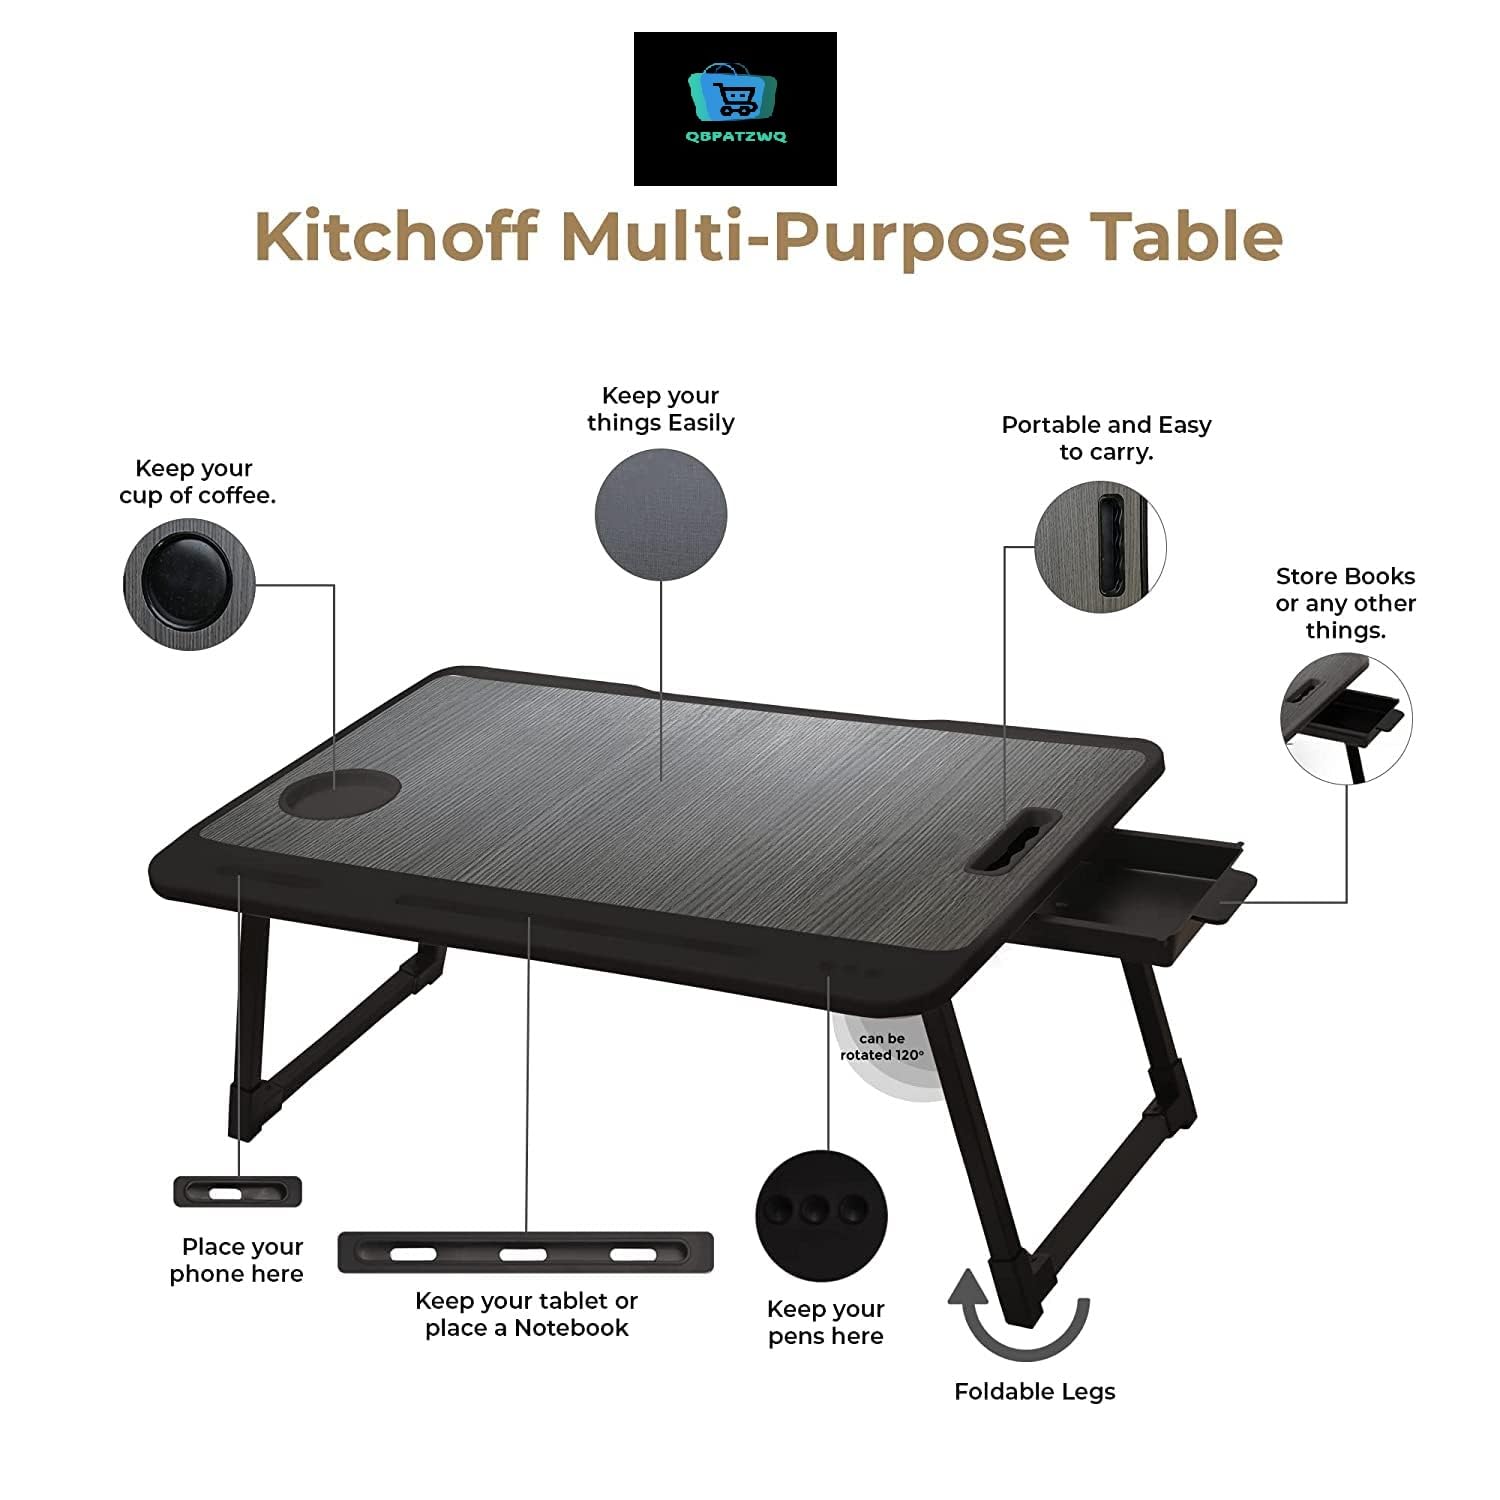 QBPATZWQ
Kitchoff Multi-Purpose Table
Keep your
things Easily
Portable and Easy
to carry.
Keep your
cup of coffee.
Store Books
or any other
things.
can be
rotated 120°
Place your
phone here
Keep your tablet or
place a Notebook
Keep your
pens here
Foldable Legs